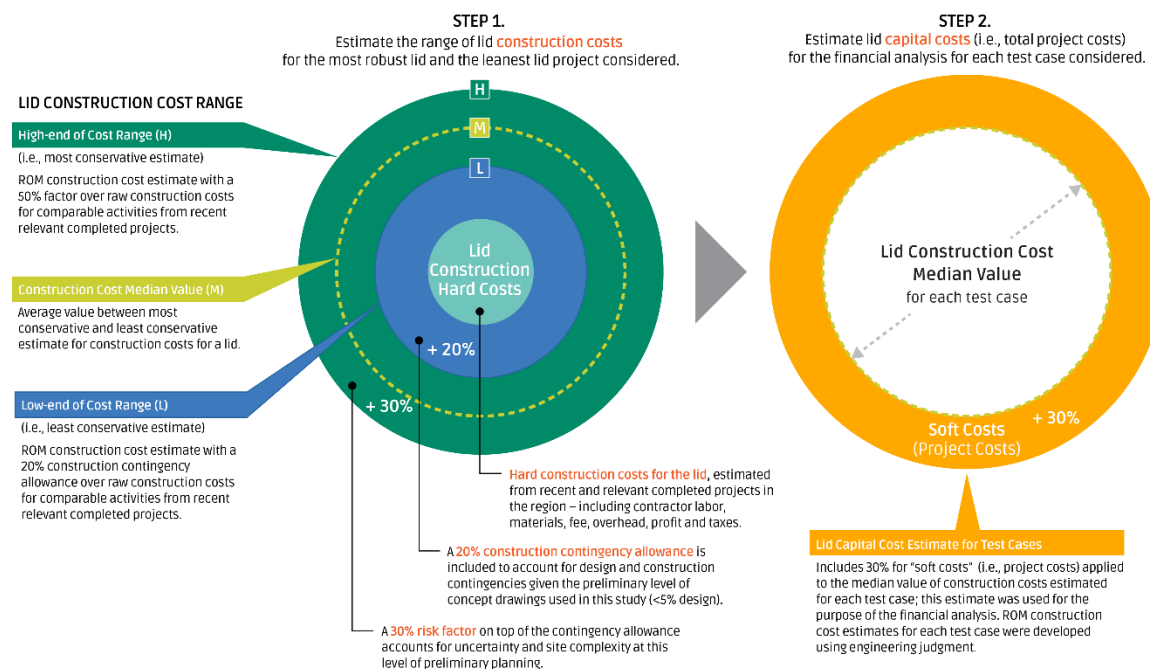 STEP 1.
Estimate the range of lid construction costs
for the most robust lid and the leanest lid project considered.
LID CONSTRUCTION COST RANGE
High-end of Cost Range (H)
(i.e., most conservative estimate)
ROM construction cost estimate with a
50% factor over raw construction costs
for comparable activities from recent
relevant completed projects.
Construction Cost Median Value (M)
Average value between most
conservative and least conservative
estimate for construction costs for a lid.
Low-end of Cost Range (L)
(i.e., least conservative estimate)
ROM construction cost estimate with a
20% construction contingency
allowance over raw construction costs
for comparable activities from recent
relevant completed projects.
H
M
L
Lid
Construction
Hard Costs
+ 20%
+ 30%
Hard construction costs for the lid, estimated
from recent and relevant completed projects in
the region – including contractor labor,
materials, fee, overhead, profit and taxes.
A 20% construction contingency allowance is
included to account for design and construction
contingencies given the preliminary level of
concept drawings used in this study (<5% design).
A 30% risk factor on top of the contingency allowance
accounts for uncertainty and site complexity at this
level of preliminary planning.
STEP 2.
Estimate lid capital costs (i.e., total project costs)
for the financial analysis for each test case considered.
Lid Construction Cost
Median Value
for each test case
+ 30%
Soft Costs
(Project Costs)
Lid Capital Cost Estimate for Test Cases
Includes 30% for “soft costs” (i.e., project costs) applied
to the median value of construction costs estimated
for each test case; this estimate was used for the
purpose of the financial analysis. ROM construction
cost estimates for each test case were developed
using engineering judgment.